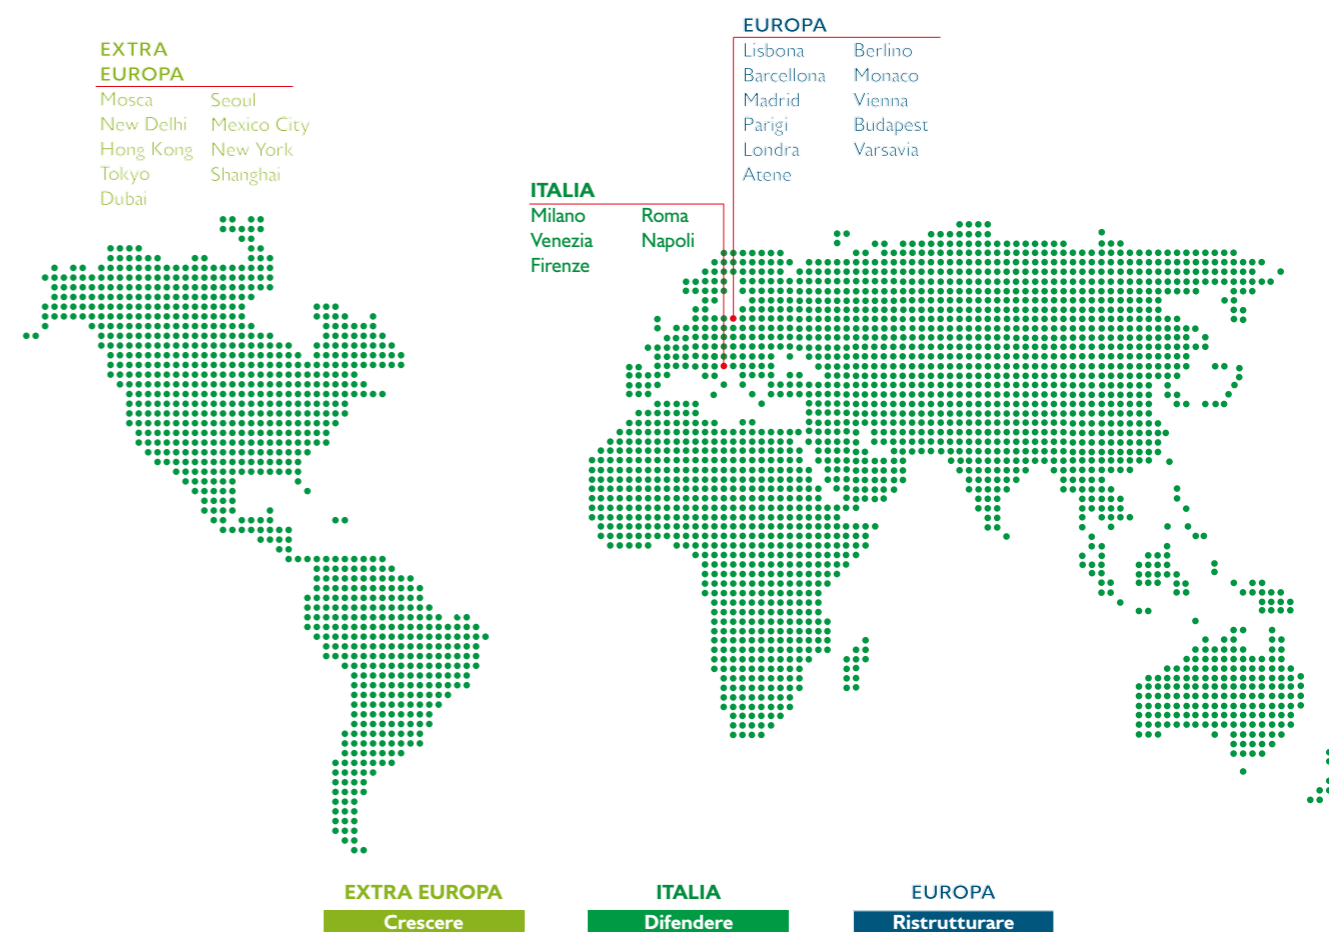 EUROPA
Lisbona Berlino
Barcellona Monaco
Madrid Vienna
Parigi Budapest
Londra Varsavia
Atene
EXTRA
EUROPA
Mosca Seoul
New Delhi Mexico City
Hong Kong New York
Tokyo Shanghai
Dubai
ITALIA
Milano Roma
Venezia Napoli
Firenze
EXTRA EUROPA ITALIA EUROPA
Crescere Difendere Ristrutturare